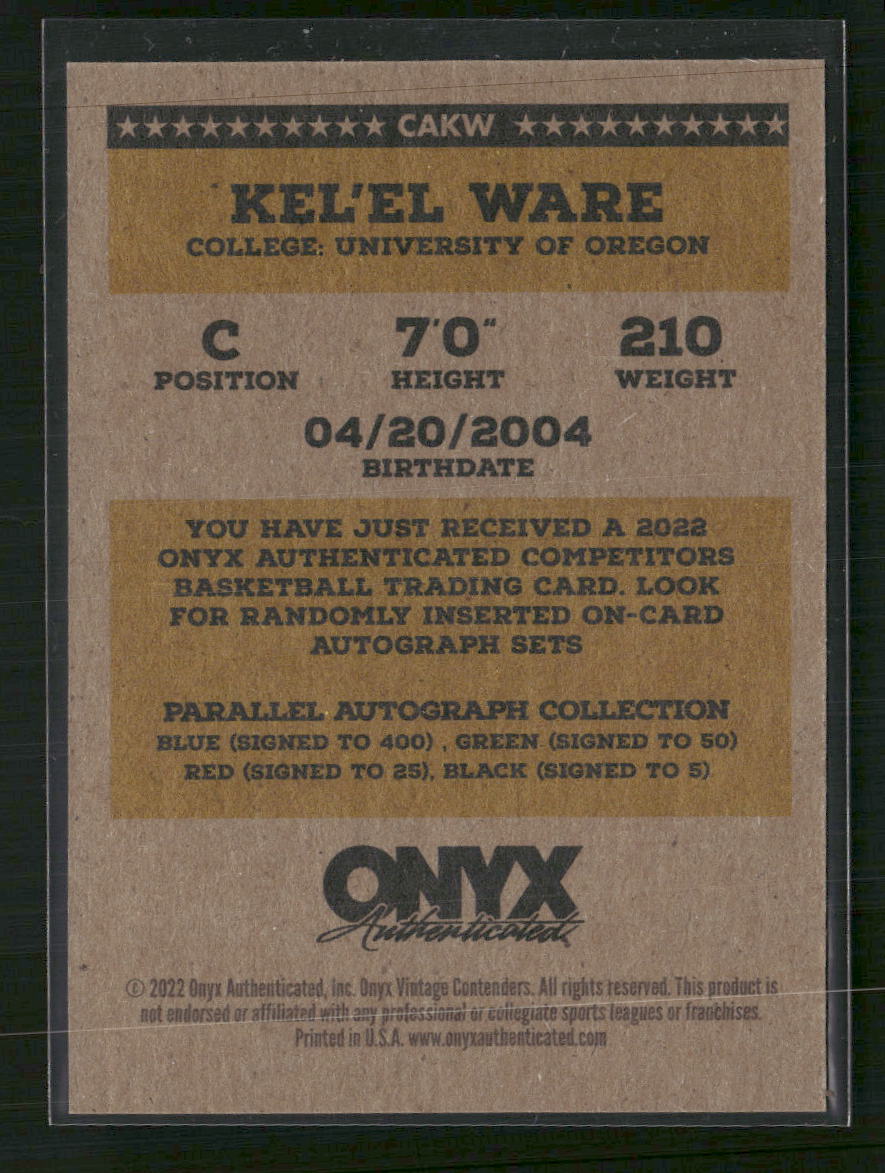 ★★★★★★★★★★ CAKW ★★★★★★★★★★
KEL'EL WARE
COLLEGE: UNIVERSITY OF OREGON
C 7'0" 210
POSITION HEIGHT WEIGHT
04/20/2004
BIRTHDATE
YOU HAVE JUST RECEIVED A 2022
ONYX AUTHENTICATED COMPETITORS
BASKETBALL TRADING CARD. LOOK
FOR RANDOMLY INSERTED ON-CARD
AUTOGRAPH SETS
PARALLEL AUTOGRAPH COLLECTION
BLUE (SIGNED TO 400) , GREEN (SIGNED TO 50)
RED (SIGNED TO 25), BLACK (SIGNED TO 5)
ONYX
Authenticated
© 2022 Onyx Authenticated, Inc. Onyx Vintage Contenders. All rights reserved. This product is
not endorsed or affiliated with any professional or collegiate sports leagues or franchises.
Printed in U.S.A. www.onyxauthenticated.com